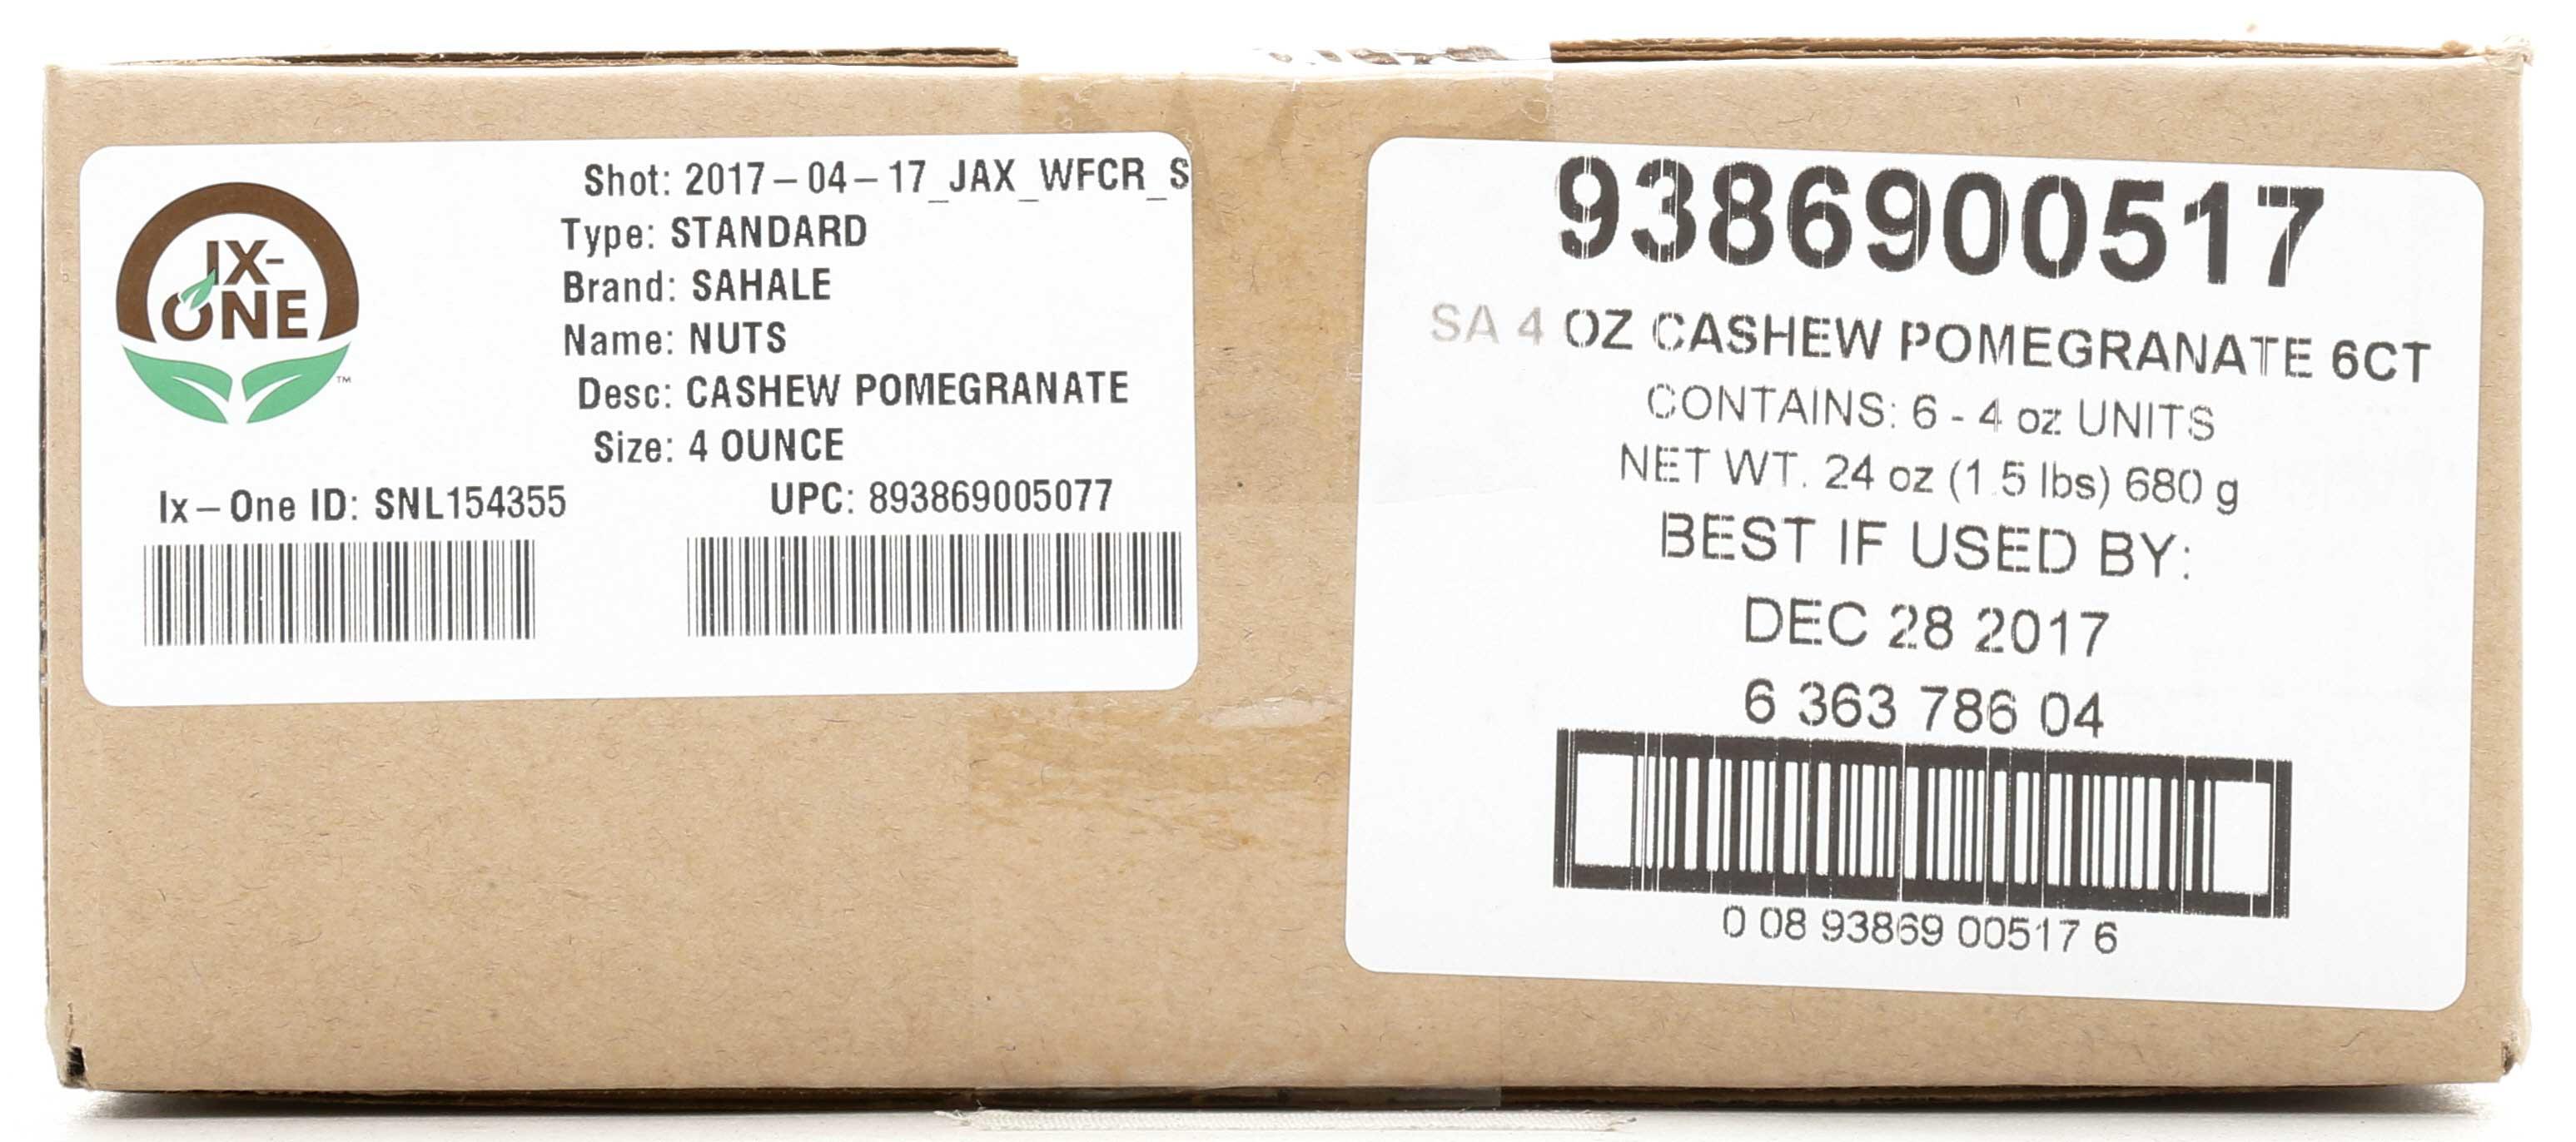 IX-
ONE
TM
Shot: 2017-04-17_JAX_WFCR_S
Type: STANDARD
Brand: SAHALE
Name: NUTS
Desc: CASHEW POMEGRANATE
Size: 4 OUNCE
Ix-One ID: SNL154355
UPC: 893869005077
9386900517
SA 4 OZ CASHEW POMEGRANATE 6CT
CONTAINS: 6 - 4 oz UNITS
NET WT. 24 oz (1.5 lbs) 680 g
BEST IF USED BY:
DEC 28 2017
6 363 786 04
0 08 93869 00517 6